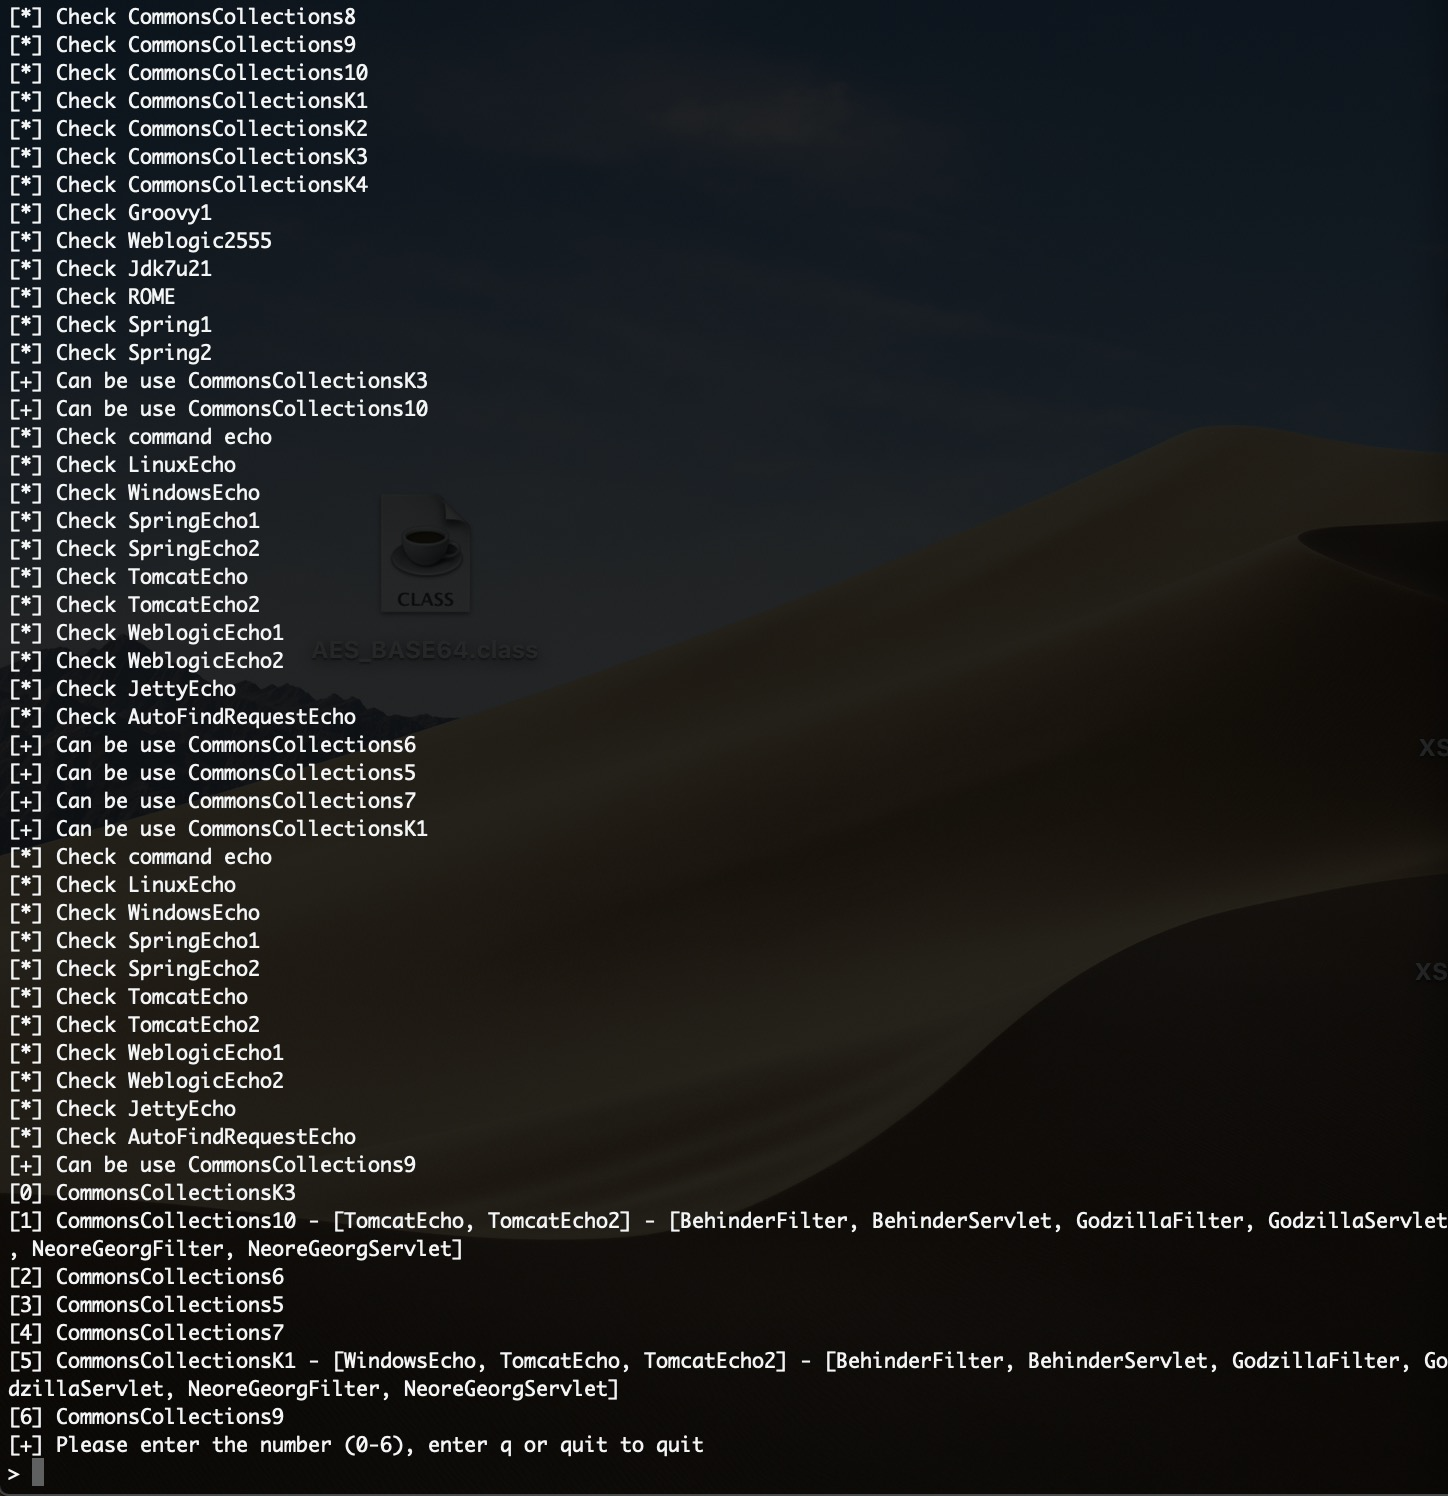 [*] Check CommonsCollections8
[*] Check CommonsCollections9
[*] Check CommonsCollections10
[*] Check CommonsCollectionsK1
[*] Check CommonsCollectionsK2
[*] Check CommonsCollectionsK3
[*] Check CommonsCollectionsK4
[*] Check Groovy1
[*] Check Weblogic2555
[*] Check Jdk7u21
[*] Check ROME
[*] Check Spring1
[*] Check Spring2
[+] Can be use CommonsCollectionsK3
[+] Can be use CommonsCollections10
[*] Check command echo
[*] Check LinuxEcho
[*] Check WindowsEcho
[*] Check SpringEcho1
[*] Check SpringEcho2
[*] Check TomcatEcho
CLASS
[*] Check TomcatEcho2
[*] Check WeblogicEcho1
AES_BASE64.class
[*] Check WeblogicEcho2
[*] Check JettyEcho
[*] Check AutoFindRequestEcho
[+] Can be use CommonsCollections6
XS
[+] Can be use CommonsCollections5
[+] Can be use CommonsCollections7
[+] Can be use CommonsCollectionsK1
[*] Check command echo
[*] Check LinuxEcho
[*] Check WindowsEcho
[*] Check SpringEcho1
[*] Check SpringEcho2
XS
[*] Check TomcatEcho
[*] Check TomcatEcho2
[*] Check WeblogicEcho1
[*] Check WeblogicEcho2
[*] Check JettyEcho
[*] Check AutoFindRequestEcho
[+] Can be use CommonsCollections9
[0] CommonsCollectionsK3
[1] CommonsCollections10 - [TomcatEcho, TomcatEcho2] - [BehinderFilter, BehinderServlet, GodzillaFilter, GodzillaServlet
, NeoreGeorgFilter, NeoreGeorgServlet]
[2] CommonsCollections6
[3] CommonsCollections5
[4] CommonsCollections7
[5] CommonsCollectionsK1 - [WindowsEcho, TomcatEcho, TomcatEcho2] - [BehinderFilter, BehinderServlet, GodzillaFilter, Go
dzillaServlet, NeoreGeorgFilter, NeoreGeorgServlet]
[6] CommonsCollections9
[+] Please enter the number (0-6), enter q or quit to quit
>